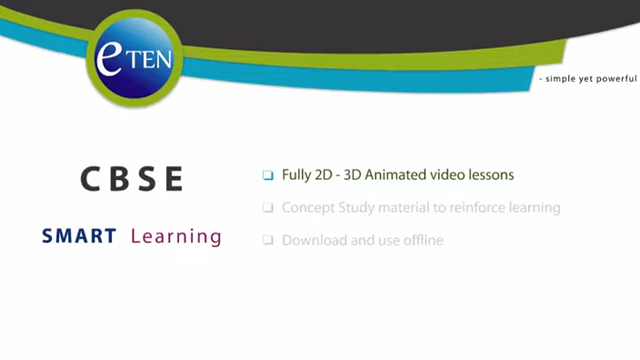 e TEN
- simple yet powerful
CBSE
SMART Learning
Fully 2D - 3D Animated video lessons
Concept Study material to reinforce learning
Download and use offline